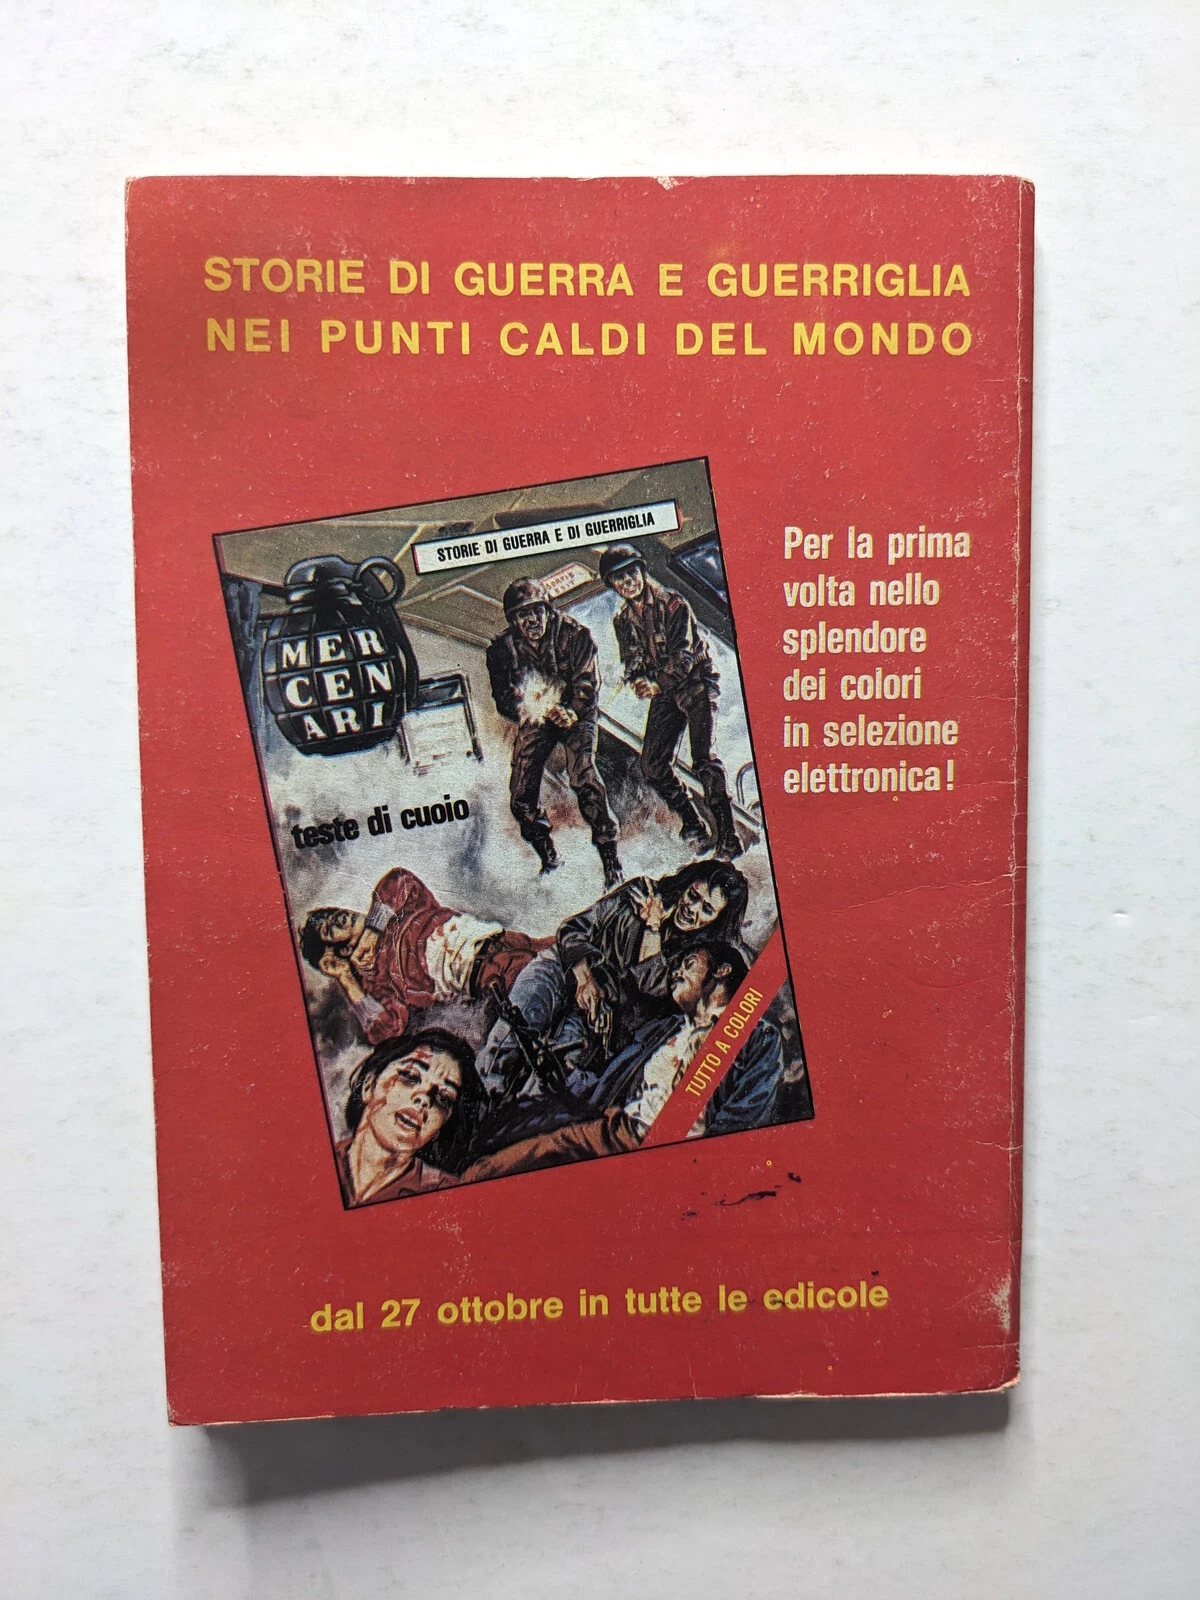 STORIE DI GUERRA E GUERRIGLIA
NEI PUNTI CALDI DEL MONDO
STORIE DI GUERRA E DI GUERRIGLIA
SORTIE
EXIT
MER
CEN
ARI
teste di cuoio
TUTTO A COLORI
Per la prima
volta nello
splendore
dei colori
in selezione
elettronica!
dal 27 ottobre in tutte le edicole